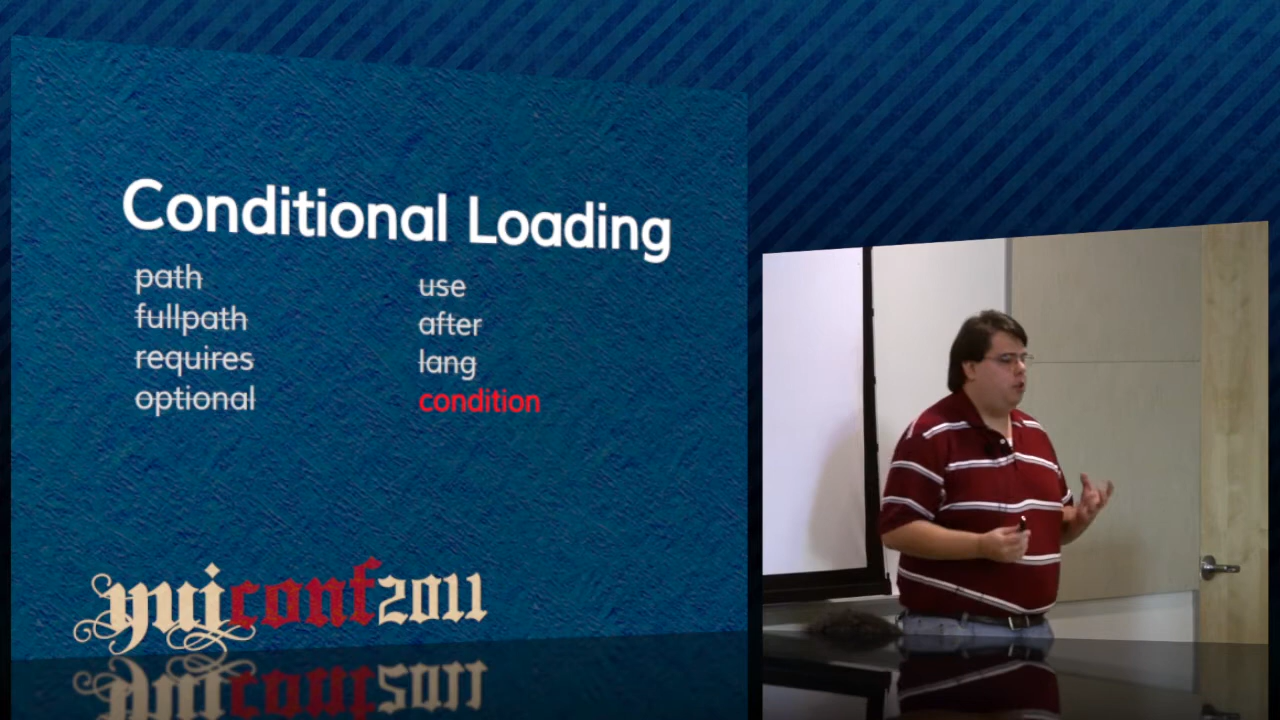 Conditional Loading
path
fullpath
requires
optional
use
after
lang
condition
yuiconf2011